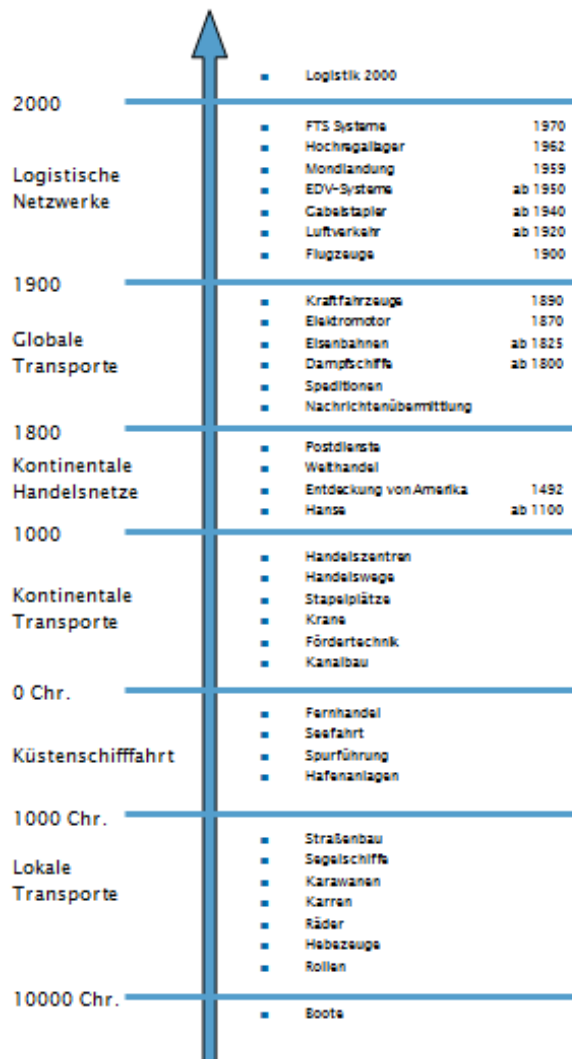 Logistik 2000
2000
FTS Systeme 1970
Hochregallager 1962
Mondlandung 1959
Logistische
Netzwerke
EDV-Systeme ab 1950
Gabelstapler ab 1940
Luftverkehr ab 1920
Flugzeuge 1900
1900
Kraftfahrzeuge 1890
Elektromotor 1870
Globale
Transporte
Eisenbahnen ab 1825
Dampfschiffe ab 1800
Speditionen
Nachrichtenübermittlung
1800
Postdienste
Kontinentale
Handelsnetze
Welthandel
Entdeckung von Amerika 1492
Hanse ab 1100
1000
Handelszentren
Handelswege
Kontinentale
Transporte
Stapelplätze
Krane
Fördertechnik
Kanalbau
0 Chr.
Fernhandel
Seefahrt
Küstenschifffahrt
Spurführung
Hafenanlagen
1000 Chr.
Straßenbau
Segelschiffe
Lokale
Transporte
Karawanen
Karren
Räder
Hebezeuge
Rollen
10000 Chr.
Boote